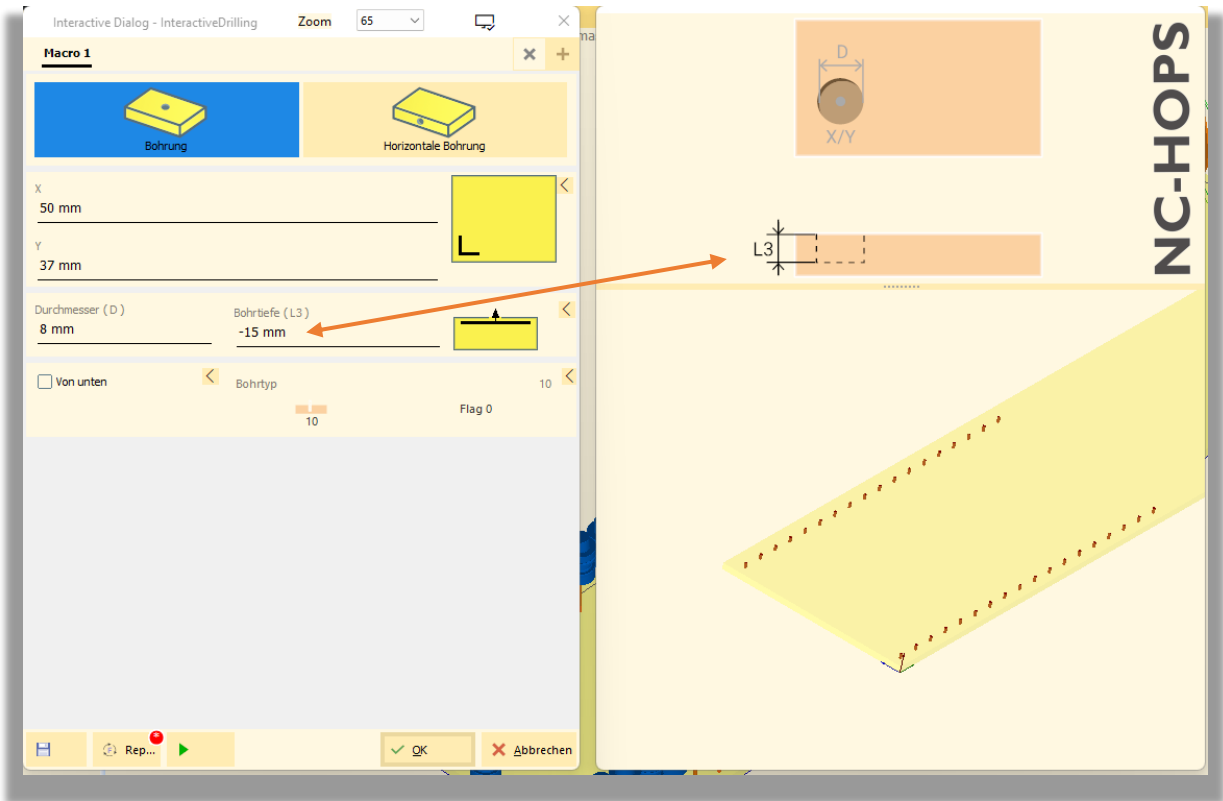 Interactive Dialog - InteractiveDrilling Zoom 65
Macro 1
Bohrung
Horizontale Bohrung
X
50 mm
Y
37 mm
Durchmesser ( D )
8 mm
Bohrtiefe ( L3 )
-15 mm
Von unten
Bohrtyp
10
10
Flag 0
Rep...
OK
Abbrechen
ma
D
X/Y
L3
NC-HOPS